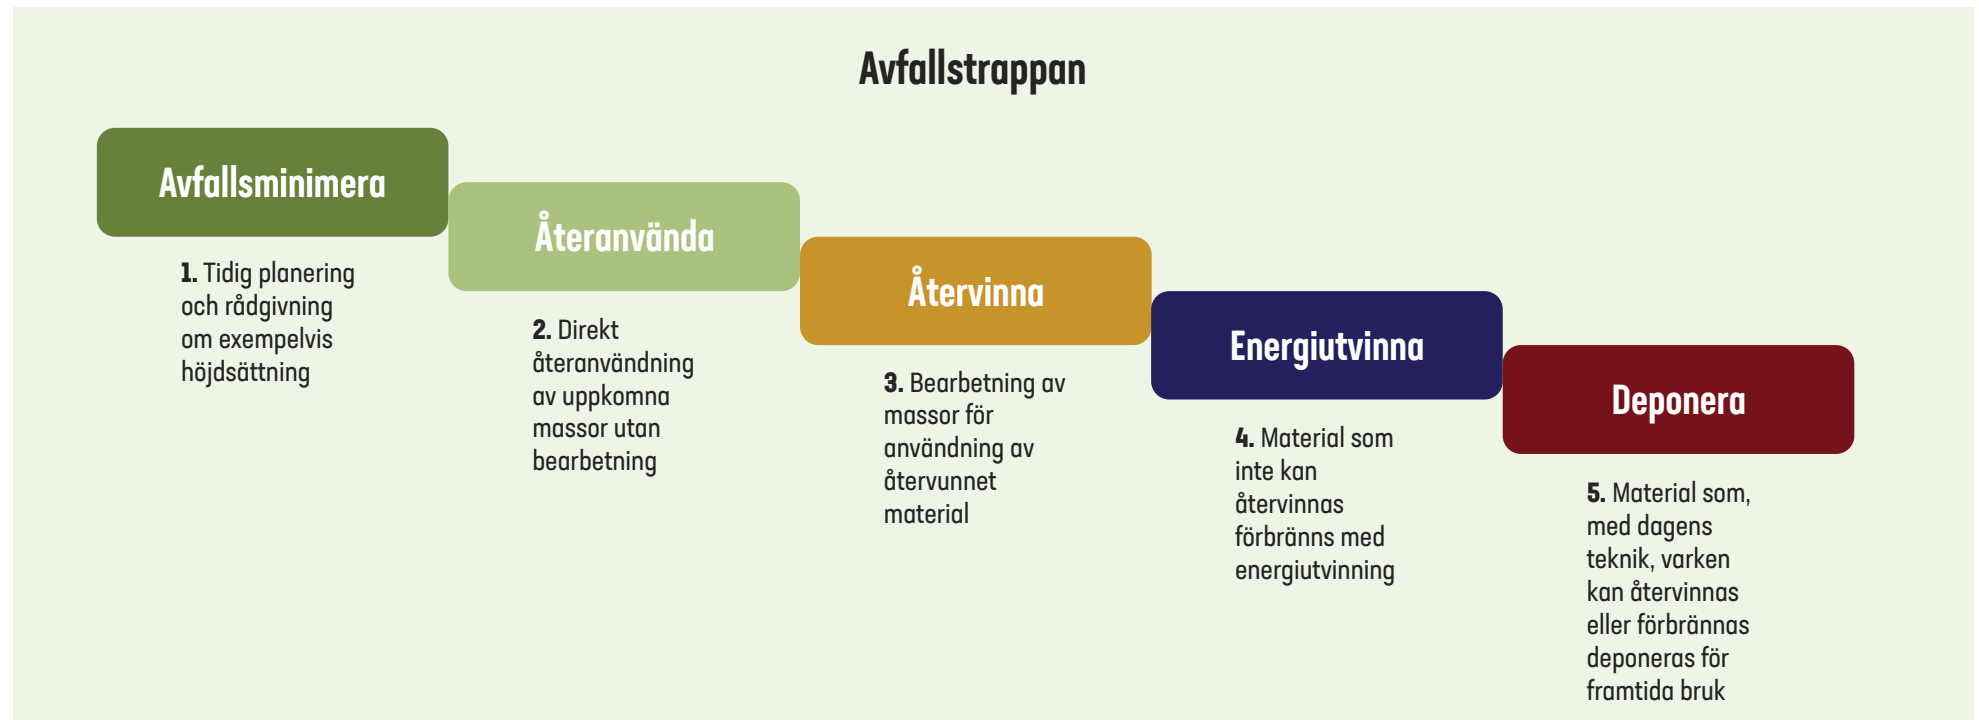 Avfallstrappan
Avfallsminimera
1. Tidig planering
och rådgivning
om exempelvis
höjdsättning
Återanvända
2. Direkt
återanvändning
av uppkomna
massor utan
bearbetning
Återvinna
3. Bearbetning av
massor för
användning av
återvunnet
material
Energiutvinna
4. Material som
inte kan
återvinnas
förbränns med
energiutvinning
Deponera
5. Material som,
med dagens
teknik, varken
kan återvinnas
eller förbrännas
deponeras för
framtida bruk